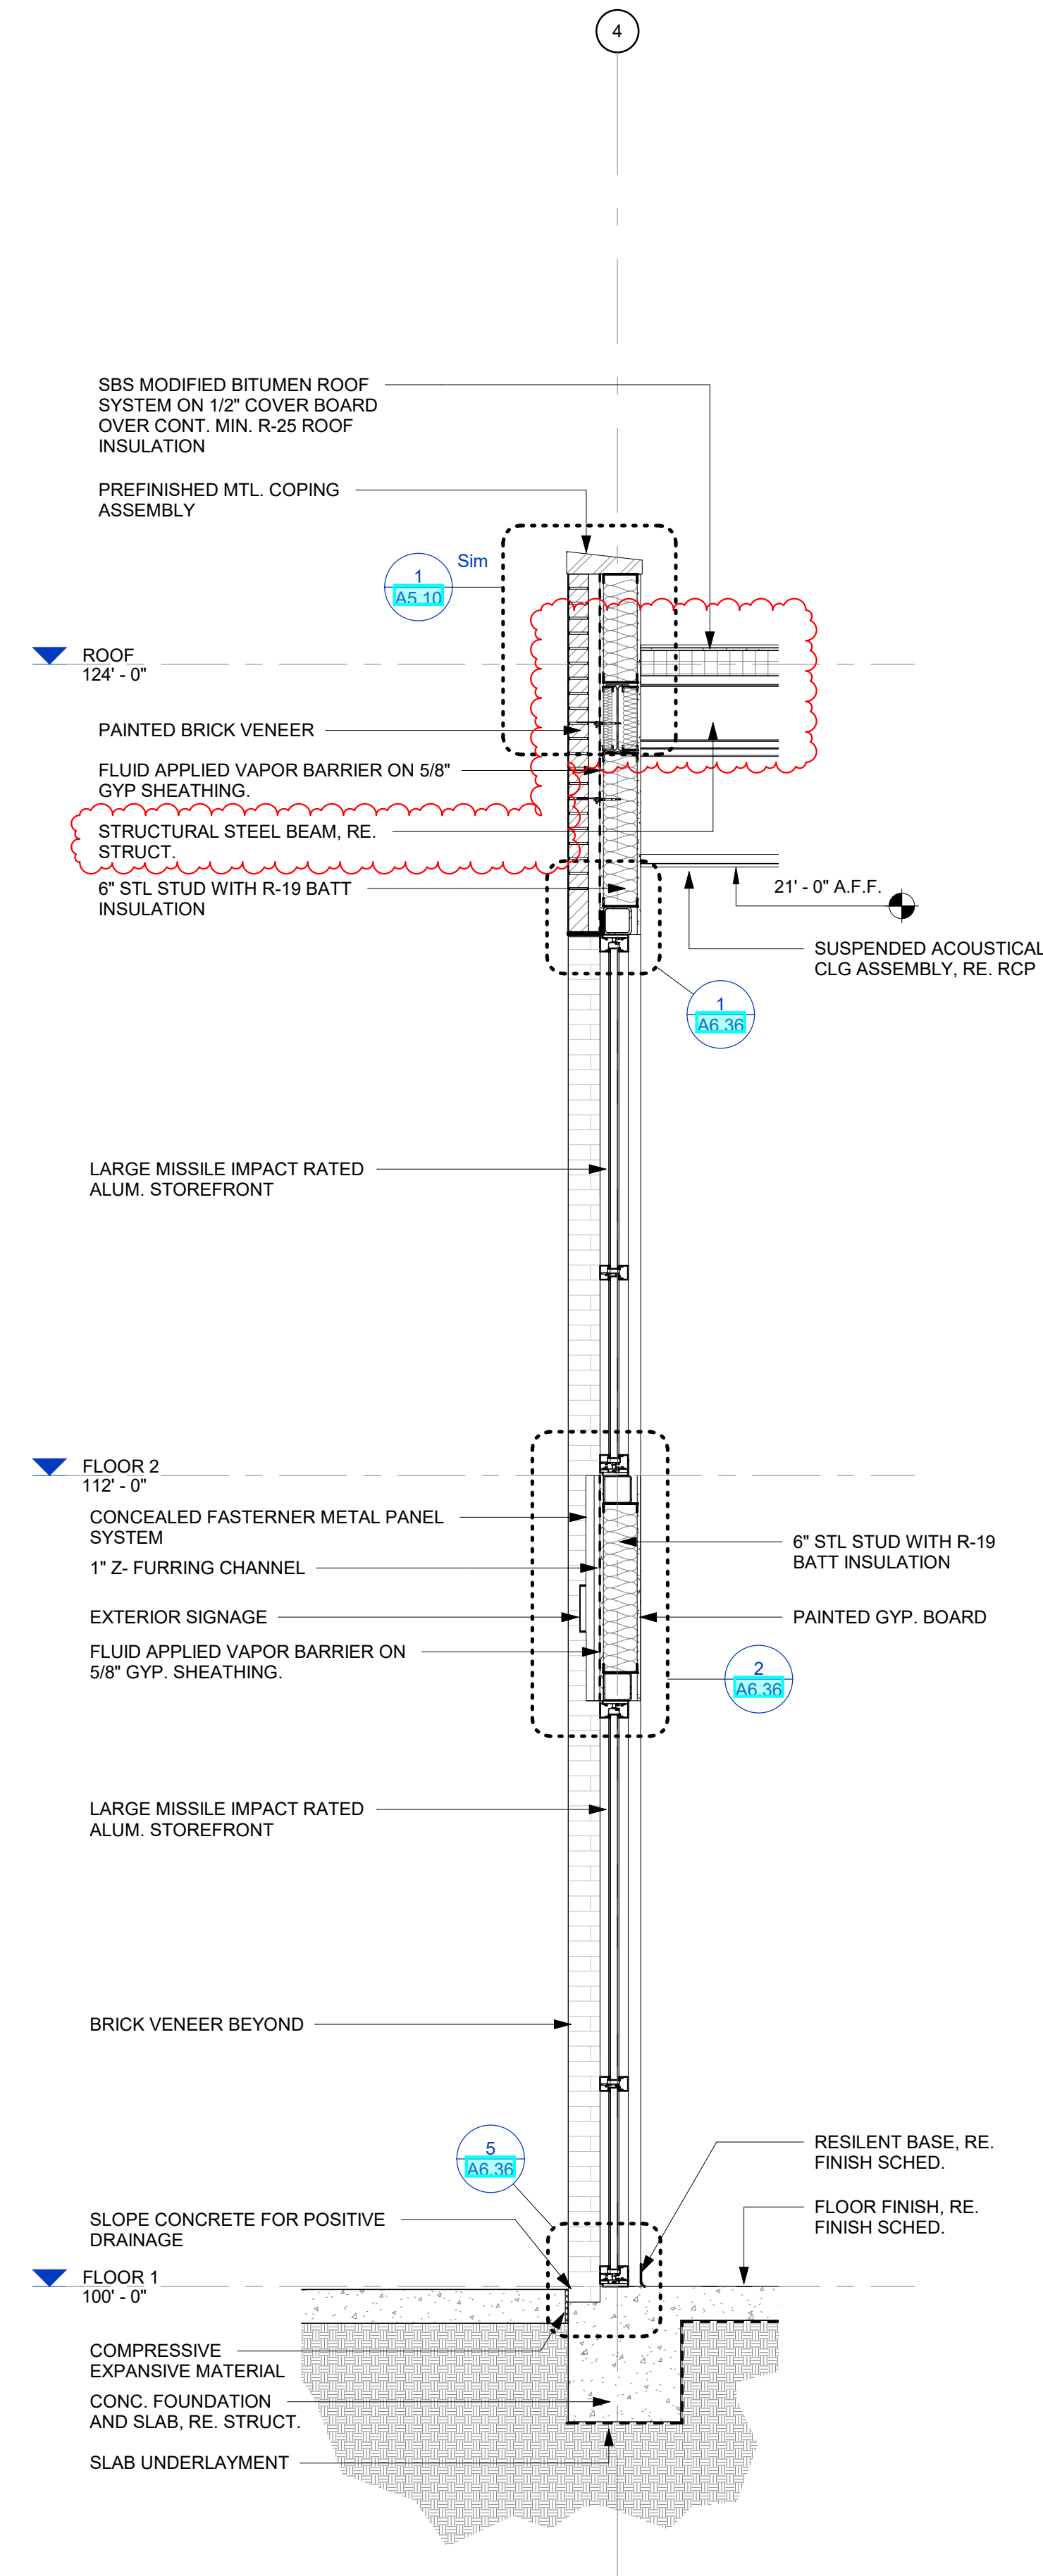 4
SBS MODIFIED BITUMEN ROOF
SYSTEM ON 1/2" COVER BOARD
OVER CONT. MIN. R-25 ROOF
INSULATION
PREFINISHED MTL. COPING
ASSEMBLY
Sim
1
A5.10
ROOF
124' - 0"
PAINTED BRICK VENEER
FLUID APPLIED VAPOR BARRIER ON 5/8"
GYP SHEATHING.
STRUCTURAL STEEL BEAM, RE.
STRUCT.
6" STL STUD WITH R-19 BATT
INSULATION
21' - 0" A.F.F.
SUSPENDED ACOUSTICAL
CLG ASSEMBLY, RE. RCP
1
A6.36
LARGE MISSILE IMPACT RATED
ALUM. STOREFRONT
FLOOR 2
112' - 0"
CONCEALED FASTERNER METAL PANEL
SYSTEM
6" STL STUD WITH R-19
BATT INSULATION
1" Z- FURRING CHANNEL
EXTERIOR SIGNAGE
PAINTED GYP. BOARD
FLUID APPLIED VAPOR BARRIER ON
5/8" GYP. SHEATHING.
2
A6.36
LARGE MISSILE IMPACT RATED
ALUM. STOREFRONT
BRICK VENEER BEYOND
5
A6.36
RESILENT BASE, RE.
FINISH SCHED.
SLOPE CONCRETE FOR POSITIVE
DRAINAGE
FLOOR FINISH, RE.
FINISH SCHED.
FLOOR 1
100' - 0"
COMPRESSIVE
EXPANSIVE MATERIAL
CONC. FOUNDATION
AND SLAB, RE. STRUCT.
SLAB UNDERLAYMENT